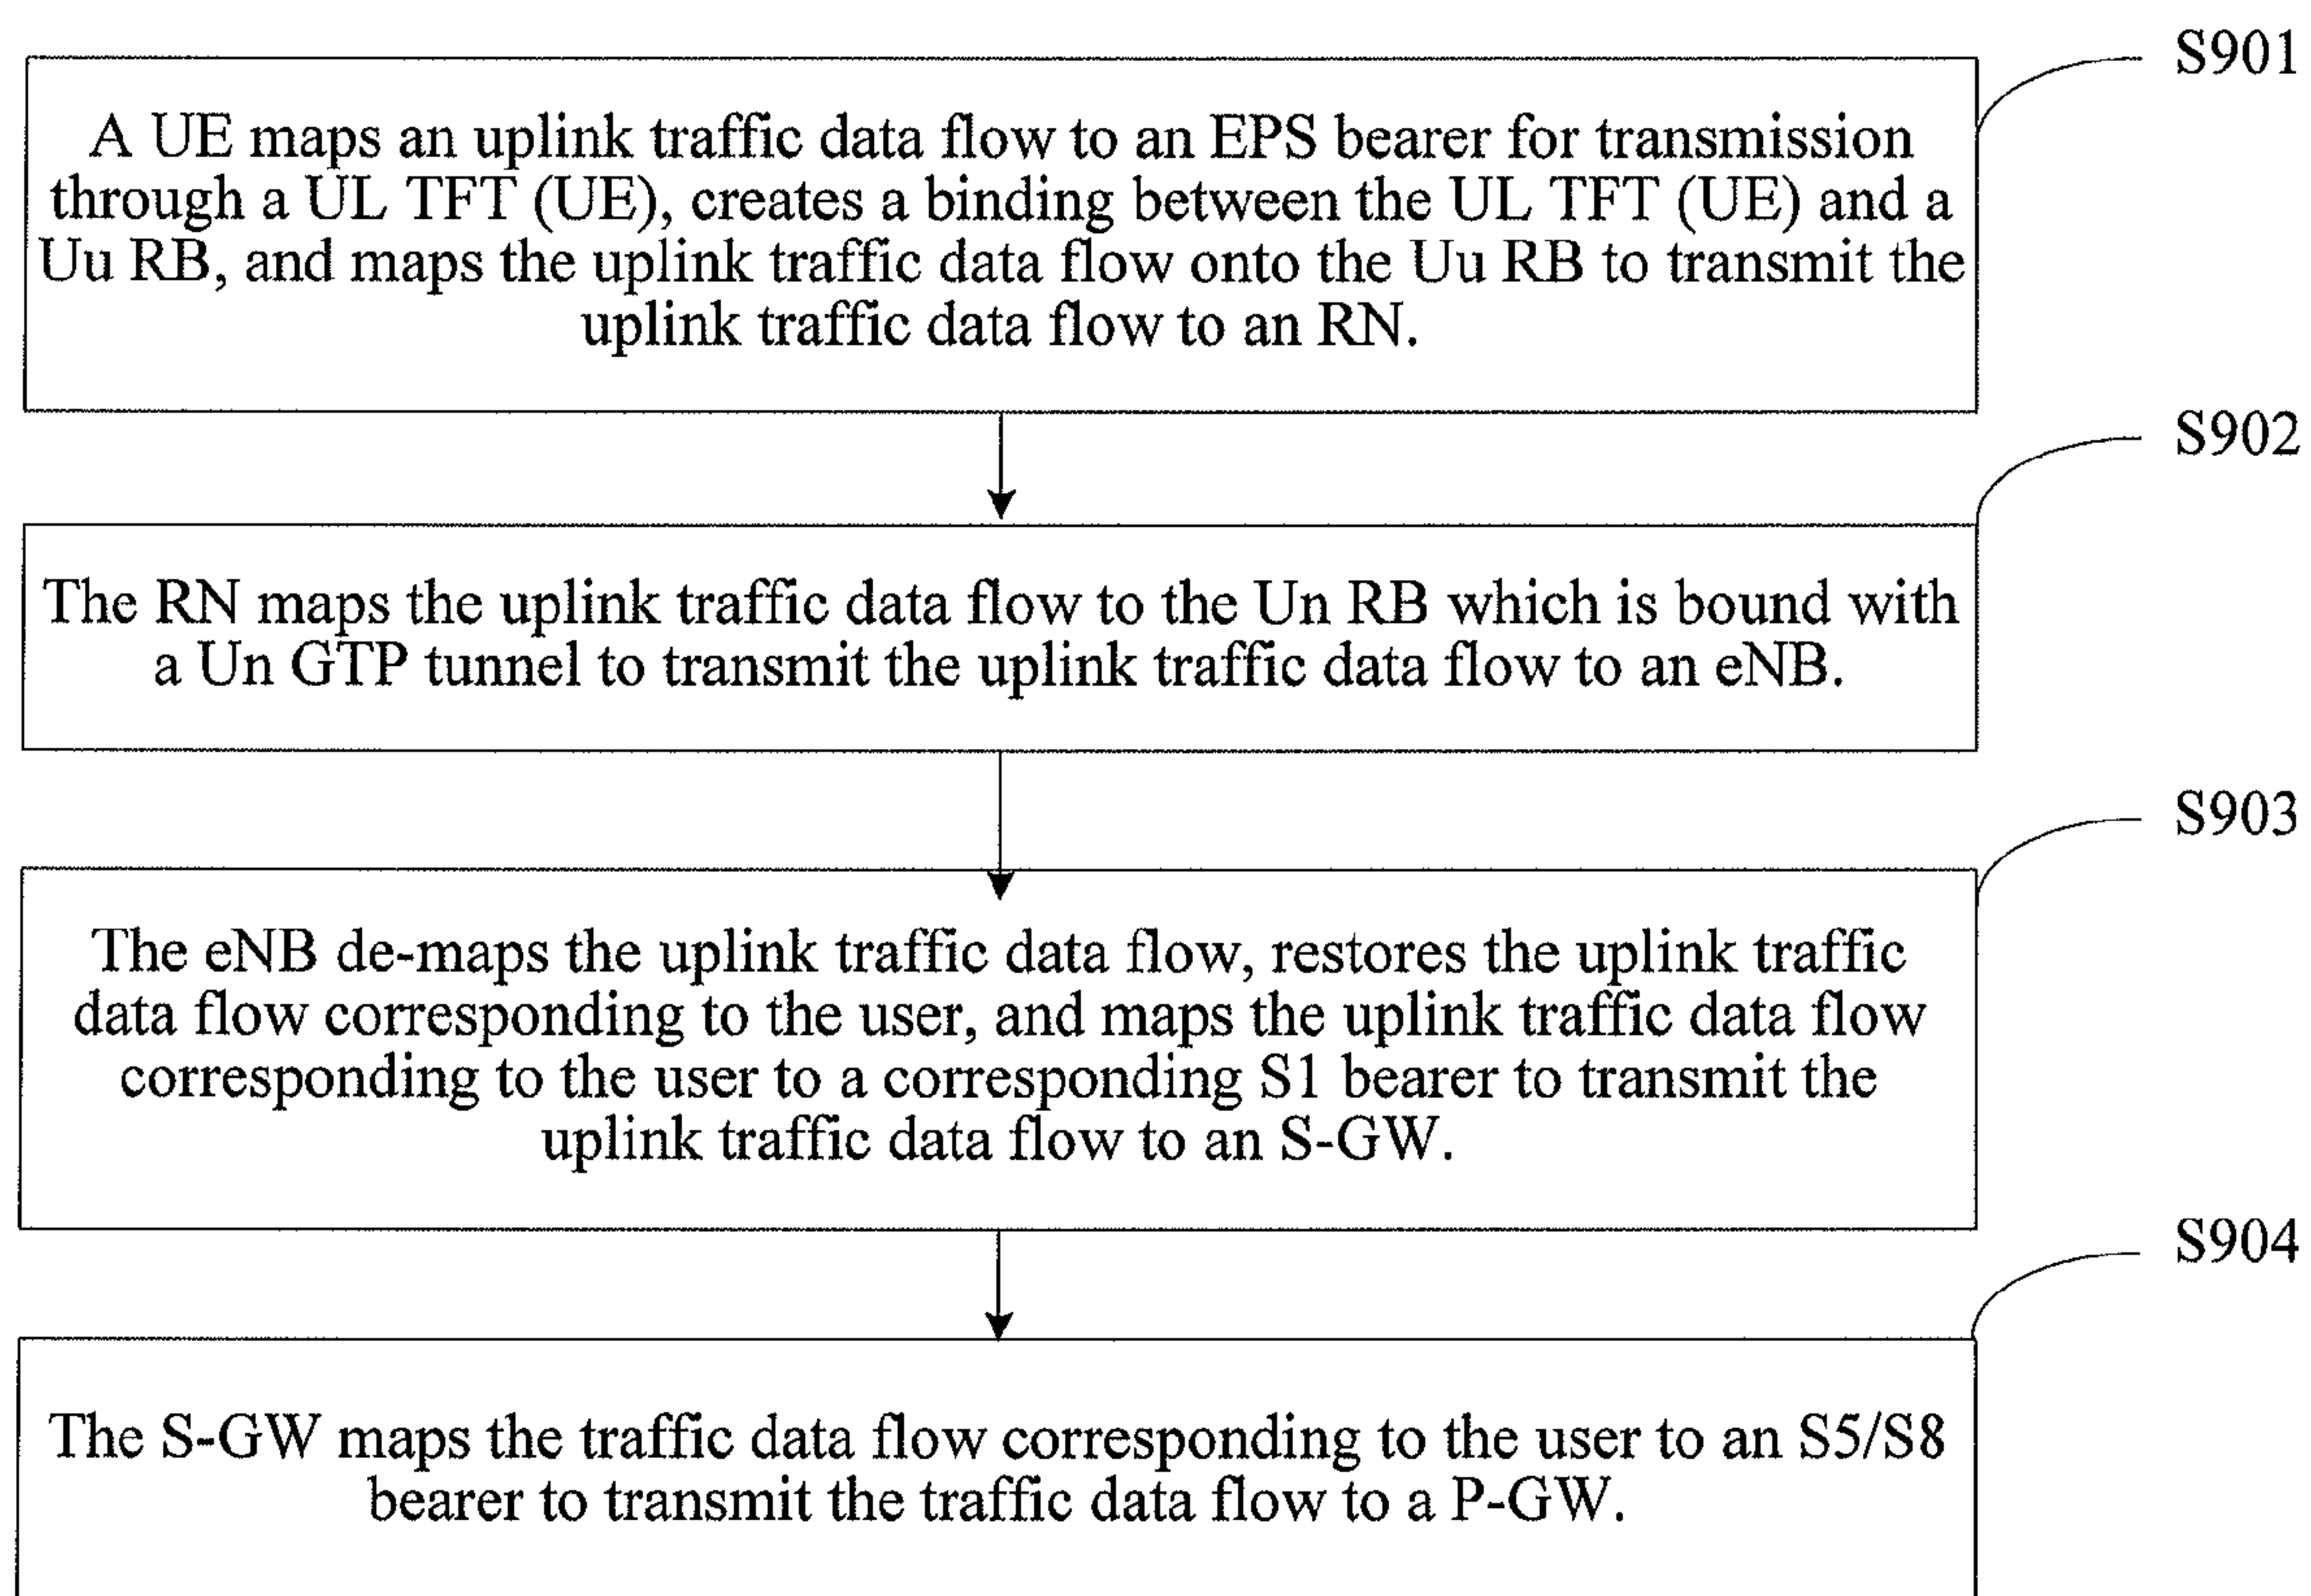 S901
A UE maps an uplink traffic data flow to an EPS bearer for transmission
through a UL TFT (UE), creates a binding between the UL TFT (UE) and a
Uu RB, and maps the uplink traffic data flow onto the Uu RB to transmit the
uplink traffic data flow to an RN.
S902
The RN maps the uplink traffic data flow to the Un RB which is bound with
a Un GTP tunnel to transmit the uplink traffic data flow to an eNB.
S903
The eNB de-maps the uplink traffic data flow, restores the uplink traffic
data flow corresponding to the user, and maps the uplink traffic data flow
corresponding to the user to a corresponding S1 bearer to transmit the
uplink traffic data flow to an S-GW.
S904
The S-GW maps the traffic data flow corresponding to the user to an S5/S8
bearer to transmit the traffic data flow to a P-GW.